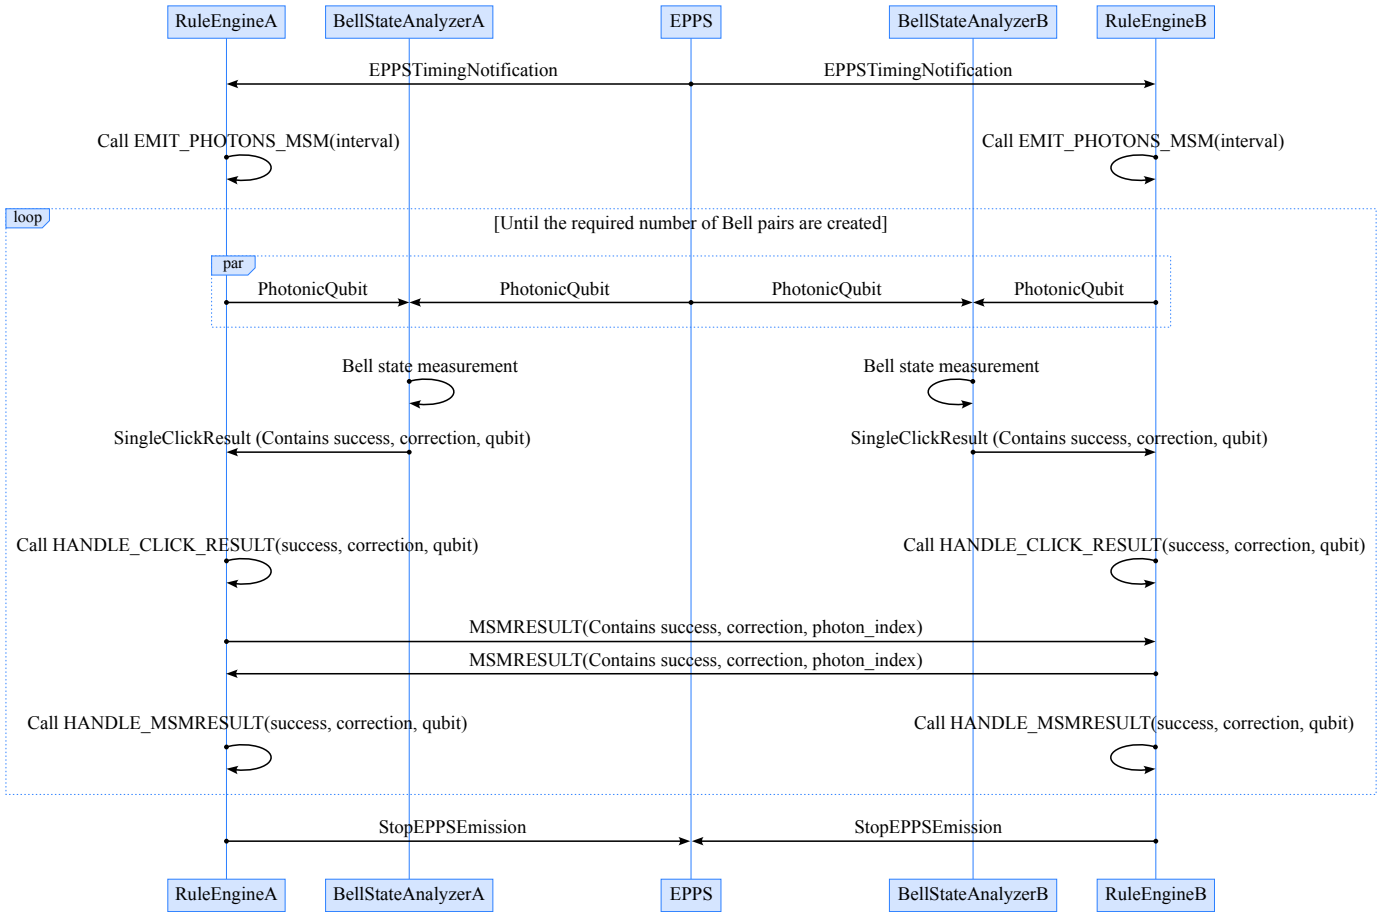 RuleEngineA
BellStateAnalyzerA
EPPS
BellStateAnalyzerB
RuleEngineB
EPPSTimingNotification
EPPSTimingNotification
Call EMIT_PHOTONS_MSM(interval)
Call EMIT_PHOTONS_MSM(interval)
loop
[Until the required number of Bell pairs are created]
par
PhotonicQubit
PhotonicQubit
PhotonicQubit
PhotonicQubit
Bell state measurement
Bell state measurement
SingleClickResult (Contains success, correction, qubit)
SingleClickResult (Contains success, correction, qubit)
Call HANDLE_CLICK_RESULT(success, correction, qubit)
Call HANDLE_CLICK_RESULT(success, correction, qubit)
MSMRESULT(Contains success, correction, photon_index)
MSMRESULT(Contains success, correction, photon_index)
Call HANDLE_MSMRESULT(success, correction, qubit)
Call HANDLE_MSMRESULT(success, correction, qubit)
StopEPPSEmission
StopEPPSEmission
RuleEngineA
BellStateAnalyzerA
EPPS
BellStateAnalyzerB
RuleEngineB